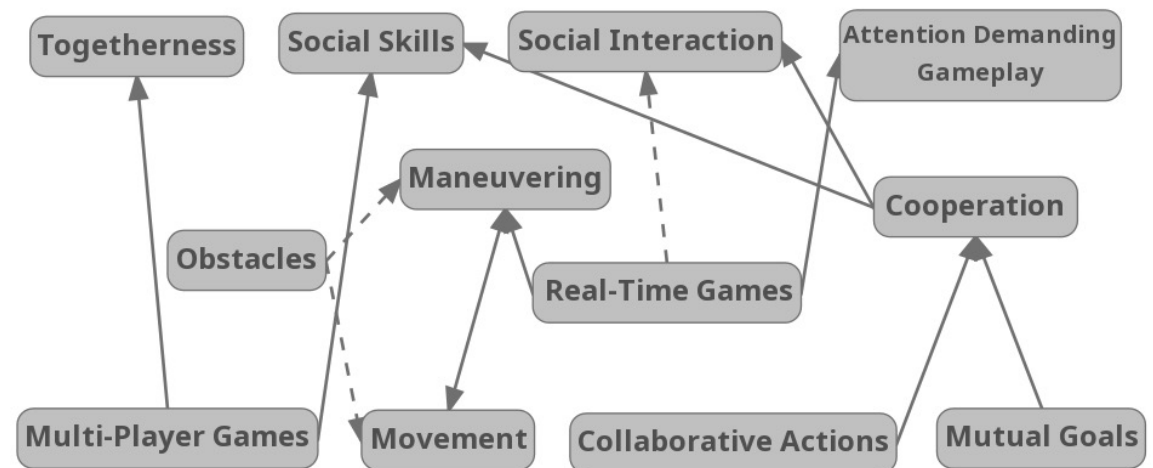 Togetherness
Social Skills
Social Interaction
Attention Demanding
Gameplay
Maneuvering
Cooperation
Obstacles
Real-Time Games
Multi-Player Games
Movement
Collaborative Actions
Mutual Goals